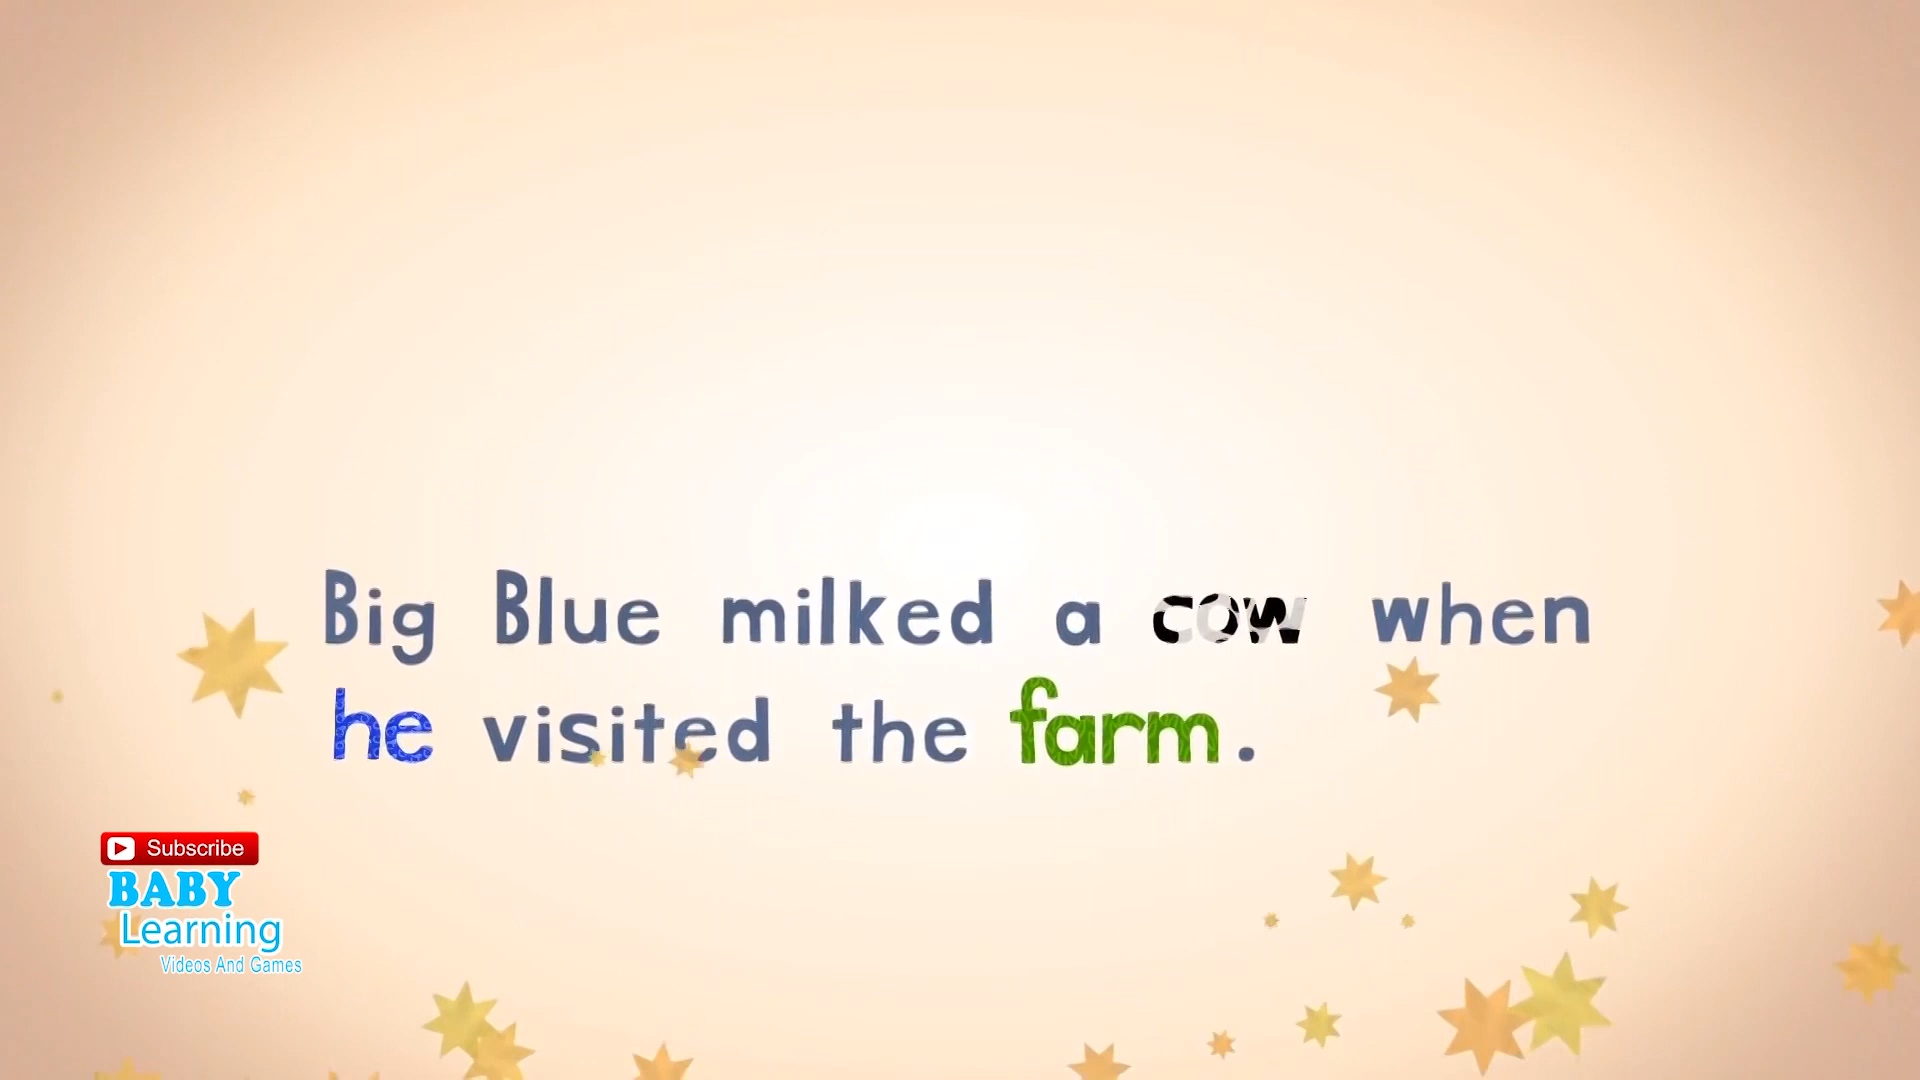 Big Blue milked a cow when
he visited the farm.
Subscribe
BABY
Learning
Videos And Games